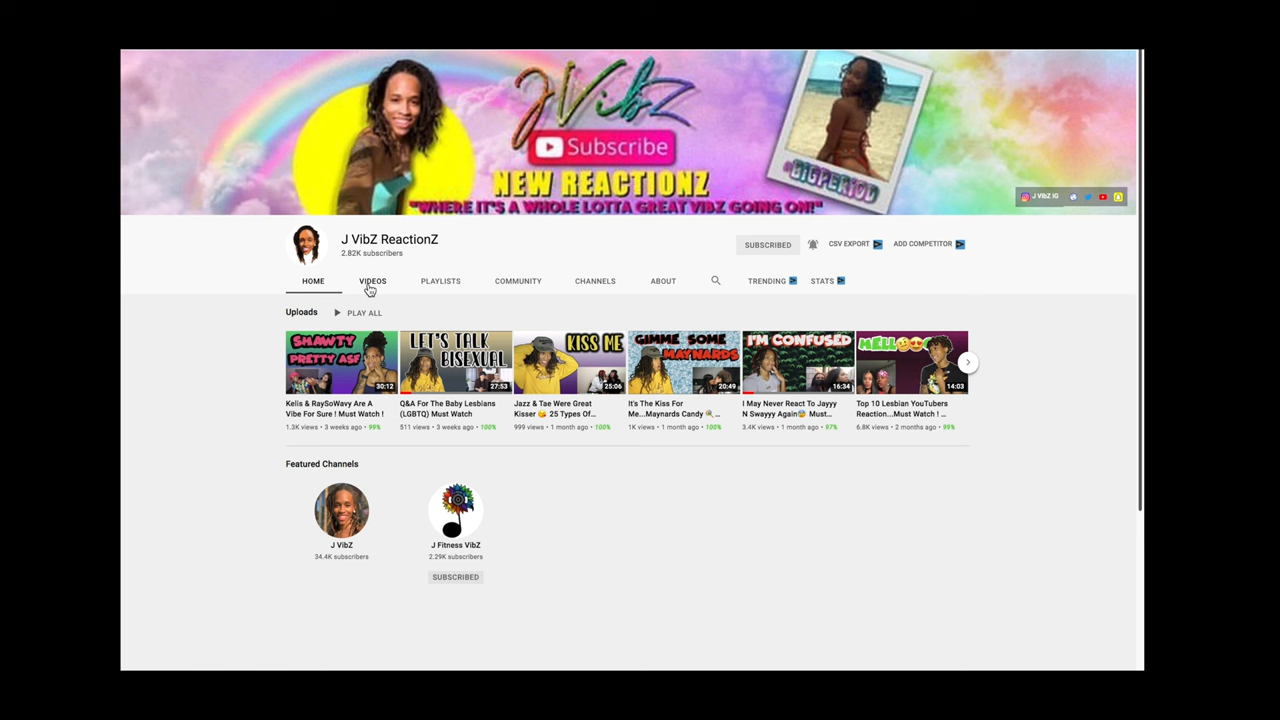 JVibZ
Subscribe
NEW REACTIONZ
"WHERE IT'S A WHOLE LOTTA GREAT VIBZ GOING ON!"
@BIGPERIOD
J VibZ IG
J VibZ ReactionZ
2.82K subscribers
SUBSCRIBED
CSV EXPORT
ADD COMPETITOR
HOME
VIDEOS
PLAYLISTS
COMMUNITY
CHANNELS
ABOUT
TRENDING
STATS
Uploads
PLAY ALL
SHAWTY
PRETTY ASF
30:12
LET'S TALK
BISEXUAL
27:53
KISS ME
25:06
GIMME SOME
MAYNARDS
20:49
I'M CONFUSED
16:34
HELLO
14:03
Kelis & RaySoWavy Are A
Vibe For Sure ! Must Watch !
1.3K views • 3 weeks ago • 99%
Q&A For The Baby Lesbians
(LGBTQ) Must Watch
511 views • 3 weeks ago • 100%
Jazz & Tae Were Great
Kisser 😘 25 Types Of...
999 views • 1 month ago • 100%
It's The Kiss For
Me...Maynards Candy 🍭...
1K views • 1 month ago • 100%
I May Never React To Jayyy
N Swayyy Again😰 Must...
3.4K views • 1 month ago • 97%
Top 10 Lesbian YouTubers
Reaction...Must Watch ! ...
6.8K views • 2 months ago • 99%
Featured Channels
J VibZ
34.4K subscribers
J Fitness VibZ
2.29K subscribers
SUBSCRIBED